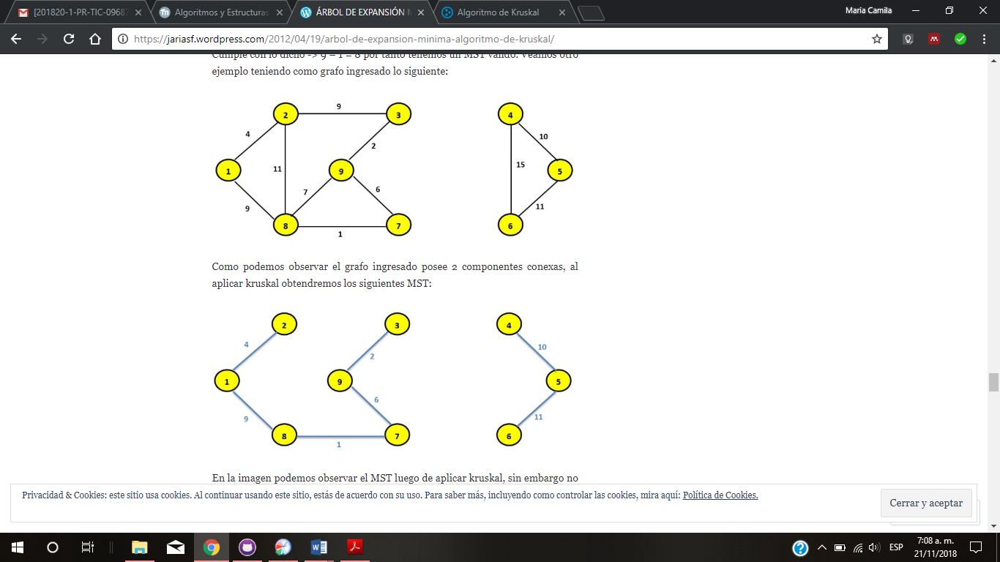 [201820-1-PR-TIC-0968
Algoritmos y Estructuras
ÁRBOL DE EXPANSIÓN
Algoritmo de Kruskal
Maria Camila
https://jariasf.wordpress.com/2012/04/19/arbol-de-expansion-minima-algoritmo-de-kruskal/
Cumple con lo dicho -> 9 – 1 = 8 por tanto tenemos un MST valido. Veamos otro
ejemplo teniendo como grafo ingresado lo siguiente:
2 9 3 4
4 2 10
1 11 9 15 5
9 7 6 11
8 1 7 6
Como podemos observar el grafo ingresado posee 2 componentes conexas, al
aplicar kruskal obtendremos los siguientes MST:
2 3 4
4 2 10
1 9 5
9 6 11
8 1 7 6
En la imagen podemos observar el MST luego de aplicar kruskal, sin embargo no
Privacidad & Cookies: este sitio usa cookies. Al continuar usando este sitio, estás de acuerdo con su uso. Para saber más, incluyendo como controlar las cookies, mira aquí: Política de Cookies.
Cerrar y aceptar
ESP
7:08 a. m.
21/11/2018